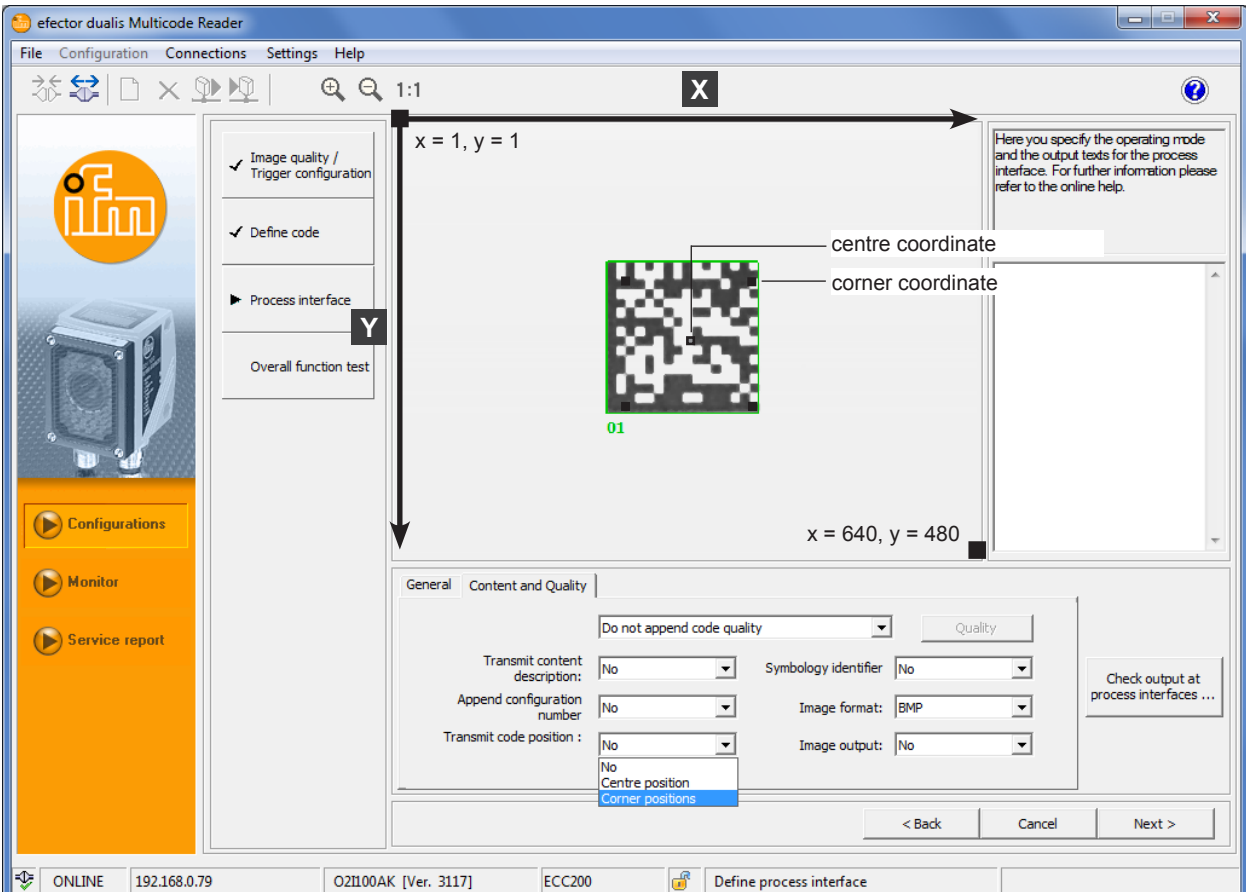 efector dualis Multicode Reader
File Configuration Connections Settings Help
1:1
X
ifm
Image quality /
Trigger configuration
Define code
Process interface
Overall function test
Y
x = 1, y = 1
centre coordinate
corner coordinate
01
x = 640, y = 480
Here you specify the operating mode
and the output texts for the process
interface. For further information please
refer to the online help.
Configurations
Monitor
Service report
General Content and Quality
Do not append code quality
Quality
Transmit content
description:
No
Symbology identifier
No
Append configuration
number
No
Image format:
BMP
Transmit code position :
No
Image output:
No
No
Centre position
Corner positions
Check output at
process interfaces ...
< Back
Cancel
Next >
ONLINE
192.168.0.79
O2I100AK [Ver. 3117]
ECC200
Define process interface